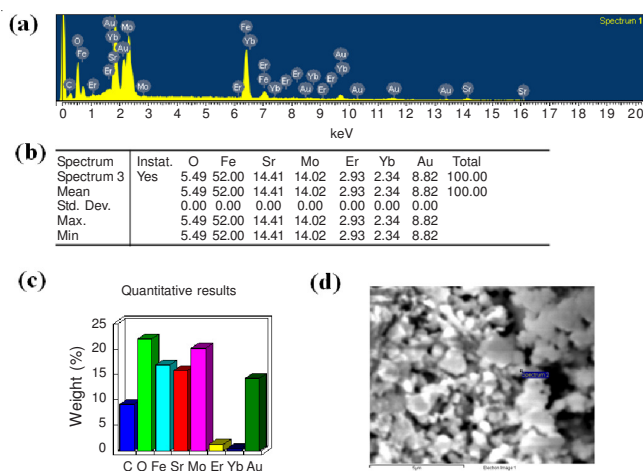 (a)
Spectrum 1
Au Mo Fe
O Yb Au
Fe Sr Au Er Yb
C Er Er Mo Er Fe Yb Er Er Au Yb Er Er Au Au Sr Sr
0 1 2 3 4 5 6 7 8 9 10 11 12 13 14 15 16 17 18 19 20
keV
(b)
Spectrum Instat. O Fe Sr Mo Er Yb Au Total
Spectrum 3 Yes 5.49 52.00 14.41 14.02 2.93 2.34 8.82 100.00
Mean 5.49 52.00 14.41 14.02 2.93 2.34 8.82 100.00
Std. Dev. 0.00 0.00 0.00 0.00 0.00 0.00 0.00
Max. 5.49 52.00 14.41 14.02 2.93 2.34 8.82
Min 5.49 52.00 14.41 14.02 2.93 2.34 8.82
(c)
Quantitative results
Weight (%)
25
20
15
10
5
0
C O Fe Sr Mo Er Yb Au
(d)
Spectrum 3
5µm
Electron Image 1